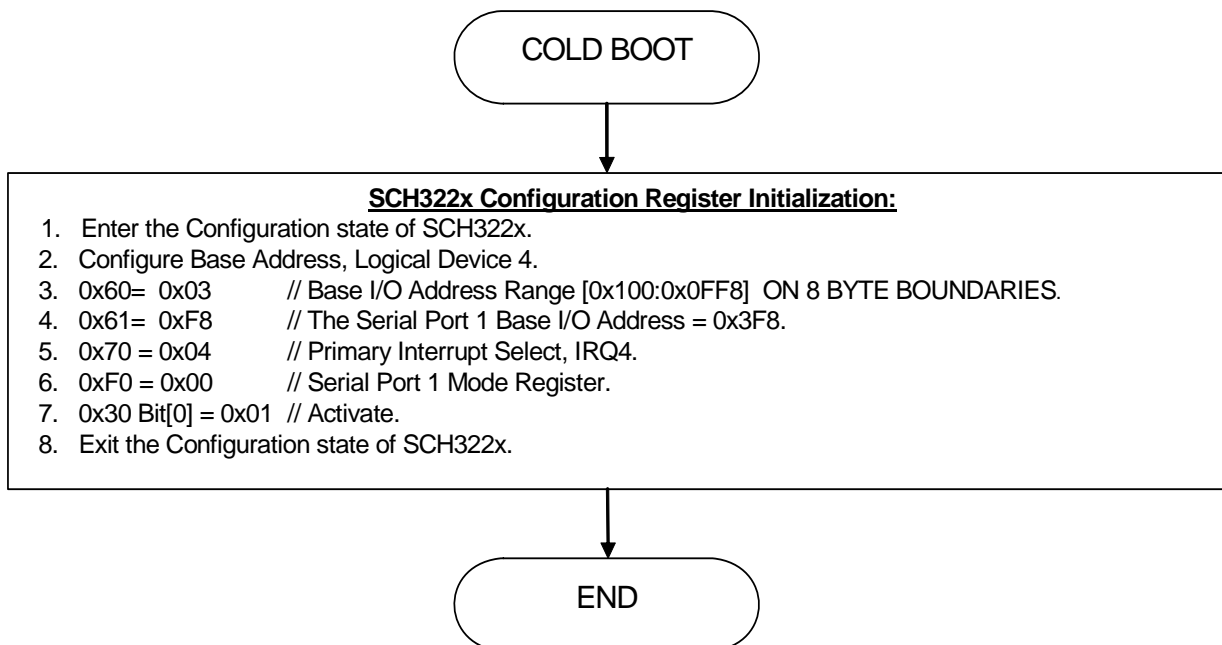 COLD BOOT
SCH322x Configuration Register Initialization:
1. Enter the Configuration state of SCH322x.
2. Configure Base Address, Logical Device 4.
3. 0x60= 0x03 // Base I/O Address Range [0x100:0x0FF8] ON 8 BYTE BOUNDARIES.
4. 0x61= 0xF8 // The Serial Port 1 Base I/O Address = 0x3F8.
5. 0x70 = 0x04 // Primary Interrupt Select, IRQ4.
6. 0xF0 = 0x00 // Serial Port 1 Mode Register.
7. 0x30 Bit[0] = 0x01 // Activate.
8. Exit the Configuration state of SCH322x.
END